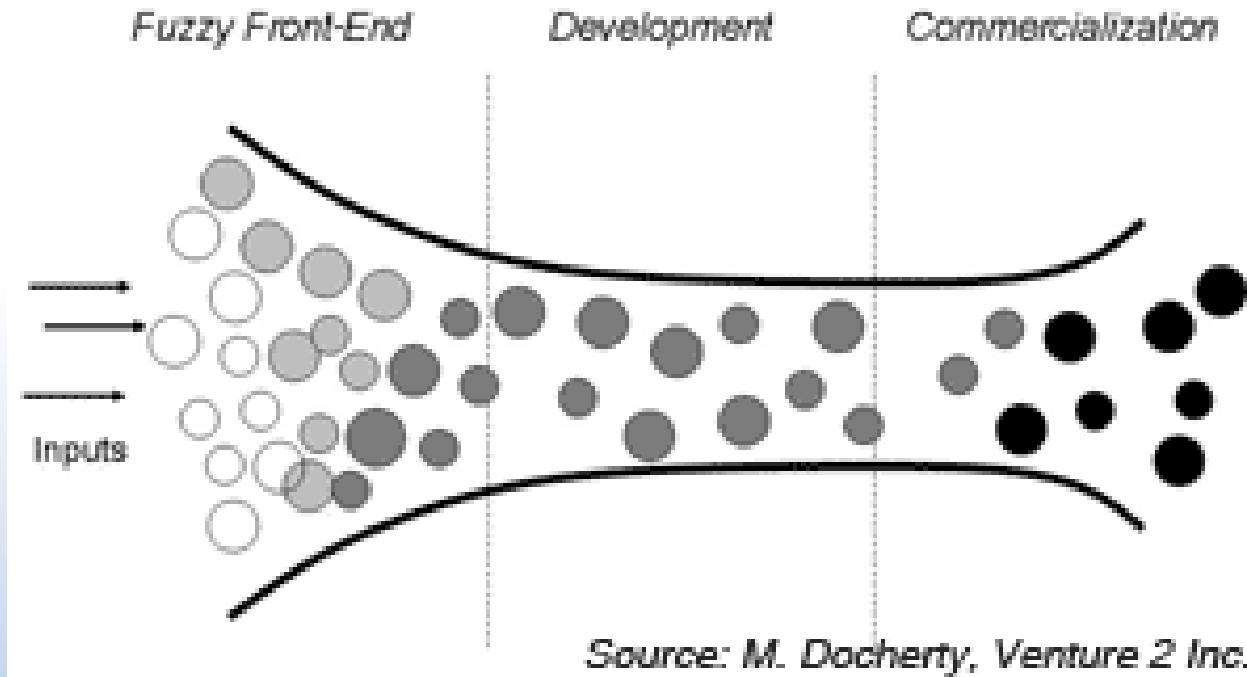 Fuzzy Front-End Development Commercialization
Inputs
Source: M. Docherty, Venture 2 Inc.